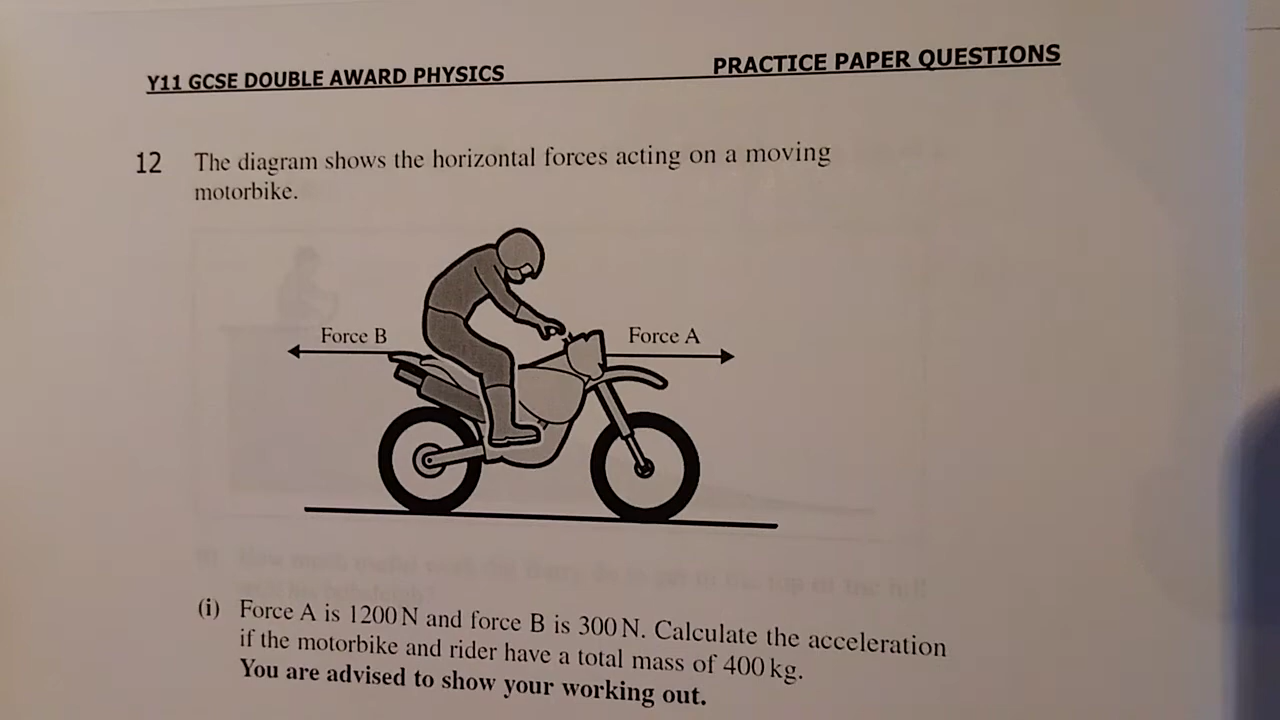 Y11 GCSE DOUBLE AWARD PHYSICS PRACTICE PAPER QUESTIONS
12 The diagram shows the horizontal forces acting on a moving
motorbike.
Force B Force A
(i) Force A is 1200 N and force B is 300 N. Calculate the acceleration
if the motorbike and rider have a total mass of 400 kg.
You are advised to show your working out.